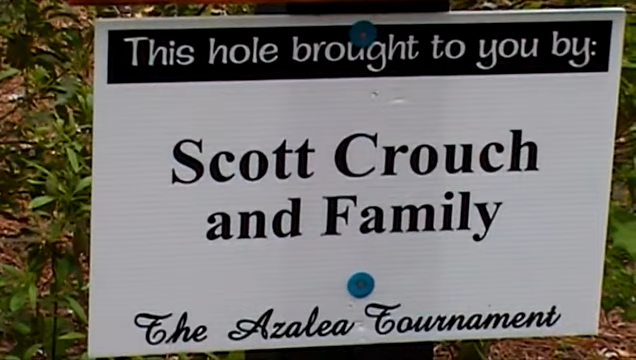 This hole brought to you by:
Scott Crouch
and Family
The Azalea Tournament